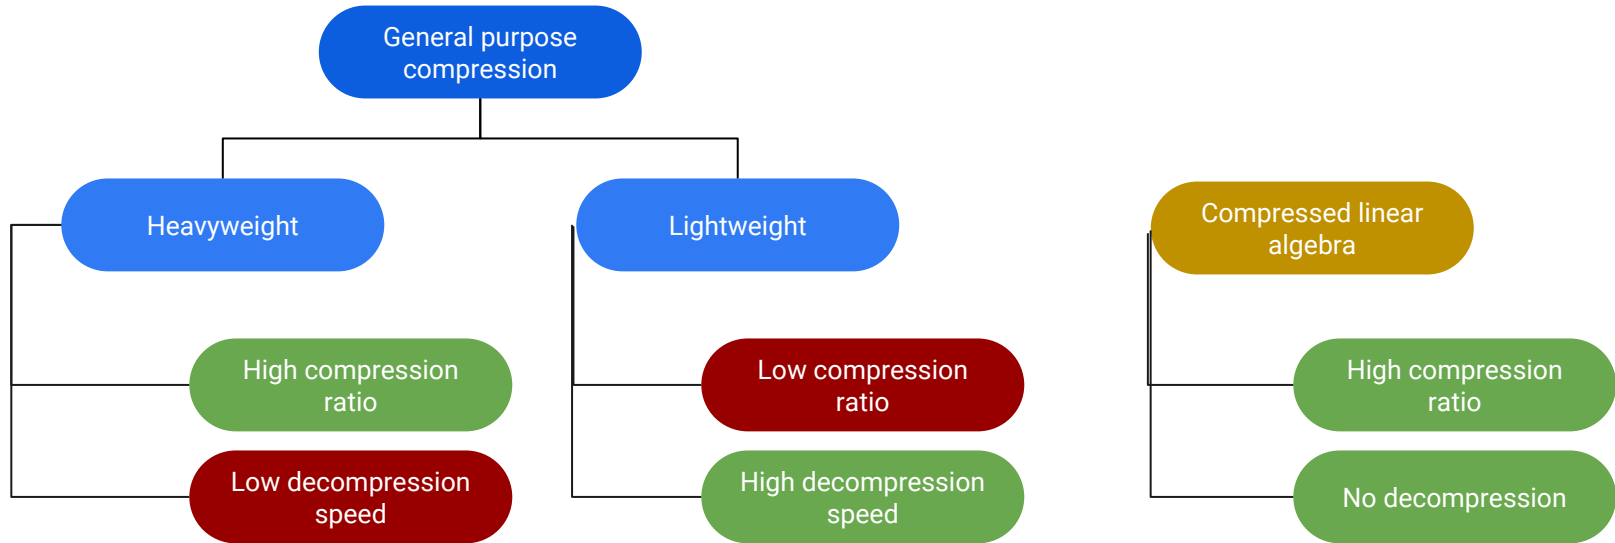 General purpose
compression
Heavyweight
Lightweight
Compressed linear
algebra
High compression
ratio
Low compression
ratio
High compression
ratio
Low decompression
speed
High decompression
speed
No decompression